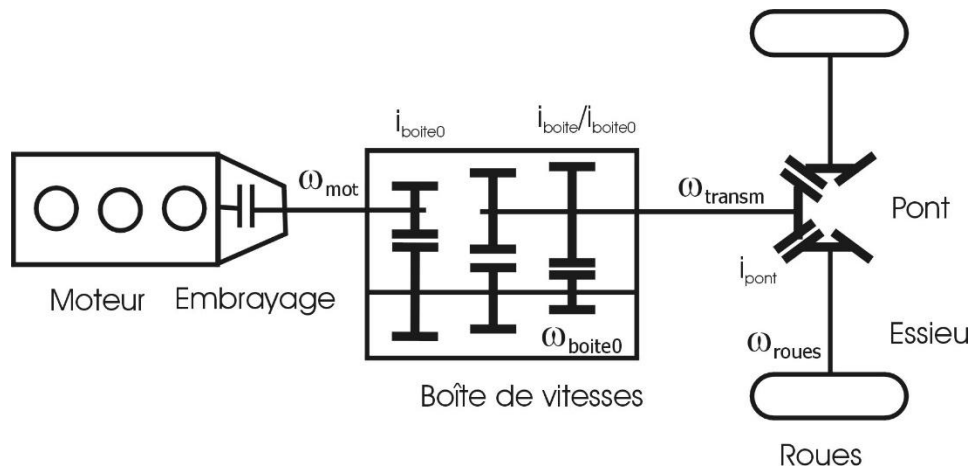 i_boite0
i_boite/i_boite0
ω_mot
ω_transm
Pont
i_pont
Moteur
Embrayage
ω_boite0
ω_roues
Essieu
Boîte de vitesses
Roues